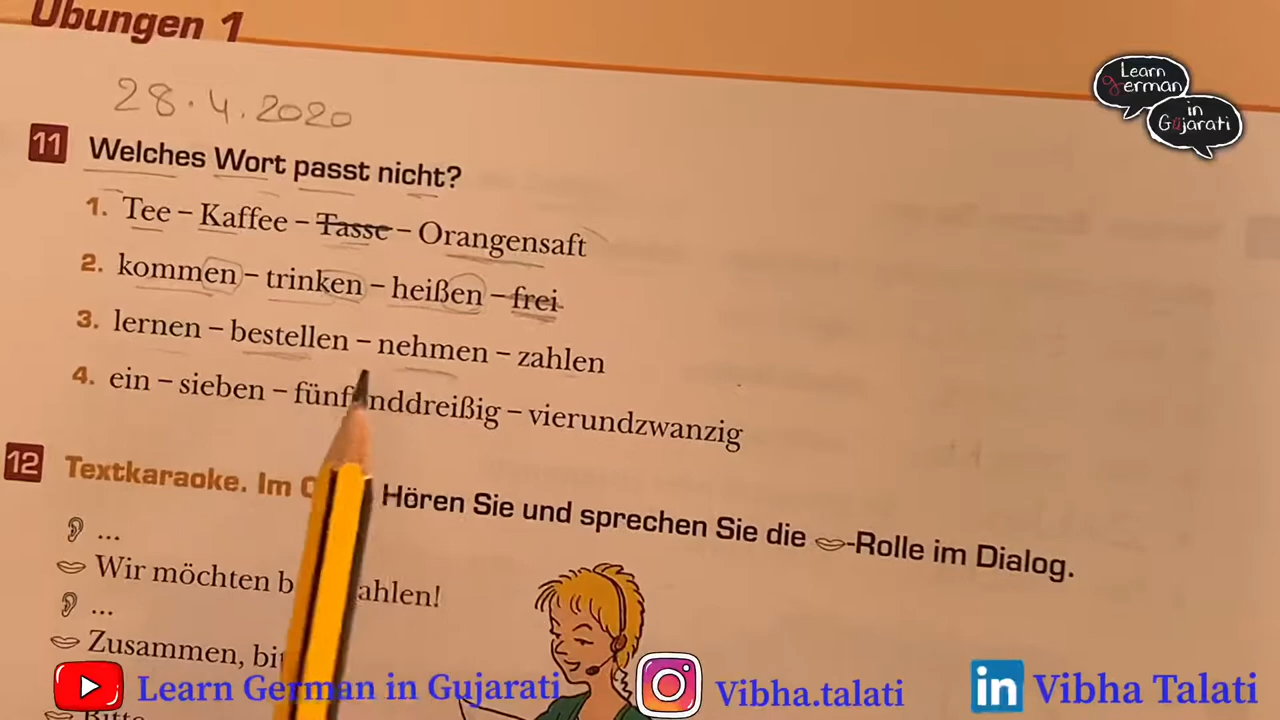 Übungen 1
Learn
german
in
Gujarati
28.4.2020
11 Welches Wort passt nicht?
1. Tee – Kaffee – Tasse – Orangensaft
2. kommen – trinken – heißen – frei
3. lernen – bestellen – nehmen – zahlen
4. ein – sieben – fünfunddreißig – vierundzwanzig
12 Textkaraoke. Im Hören Sie und sprechen Sie die -Rolle im Dialog.
...
Wir möchten zahlen!
...
Zusammen,
Learn German in Gujarati
Vibha.talati
in Vibha Talati
Bitte